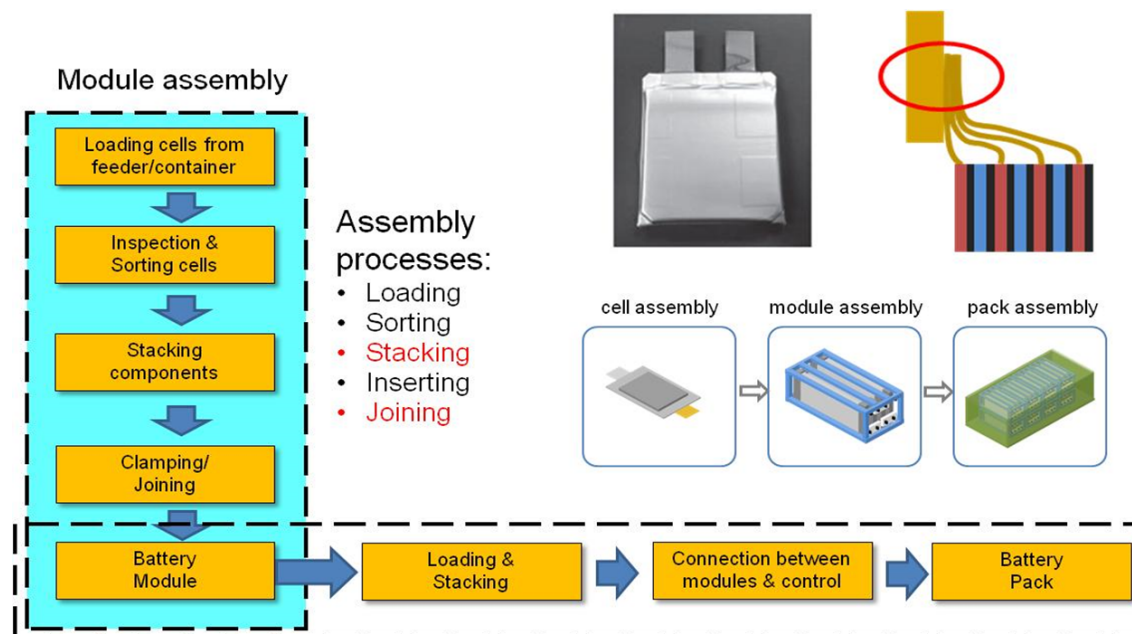 Module assembly
Loading cells from
feeder/container
Inspection &
Sorting cells
Stacking
components
Clamping/
Joining
Battery
Module
Assembly
processes:
• Loading
• Sorting
• Stacking
• Inserting
• Joining
cell assembly
module assembly
pack assembly
Loading &
Stacking
Connection between
modules & control
Battery
Pack